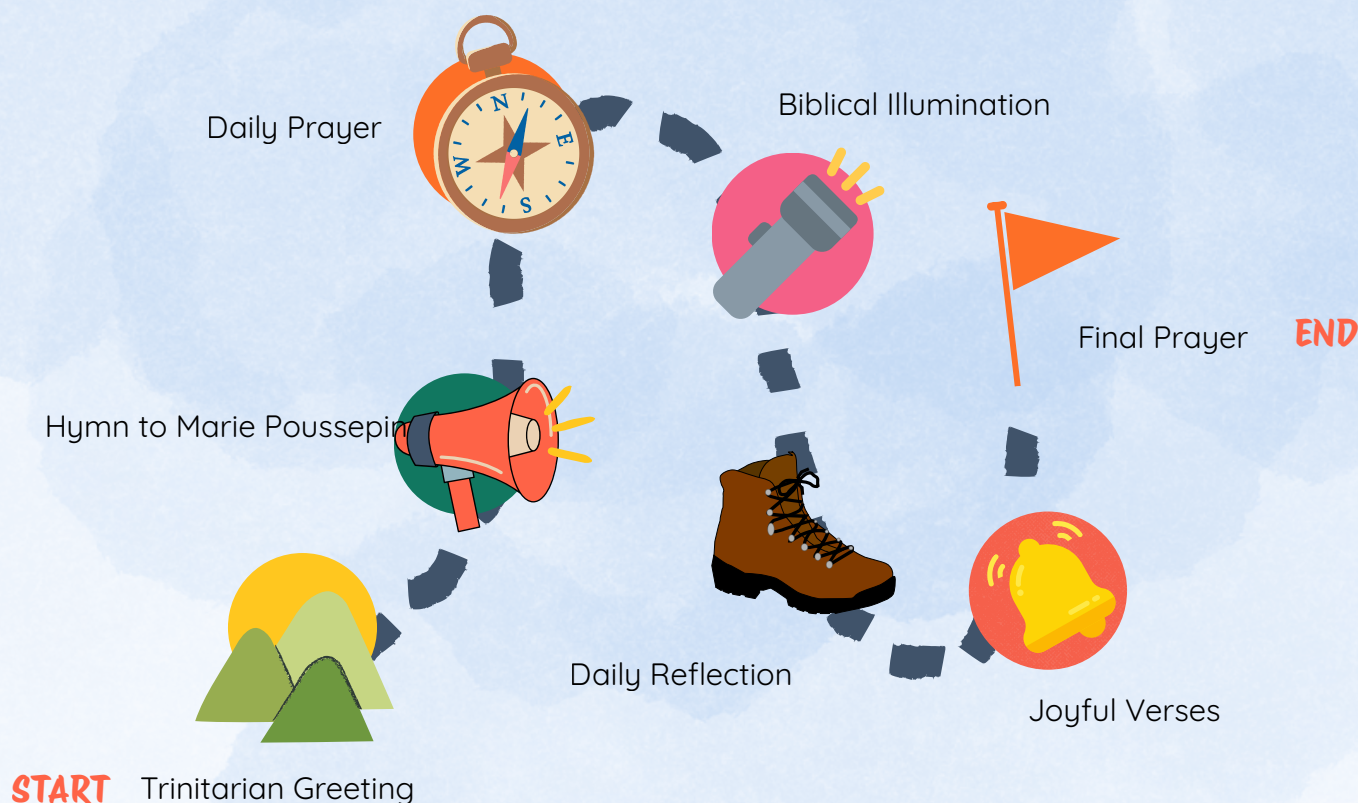 START
Trinitarian Greeting
Hymn to Marie Poussepin
Daily Prayer
N
E
S
W
Biblical Illumination
Daily Reflection
Joyful Verses
Final Prayer
END